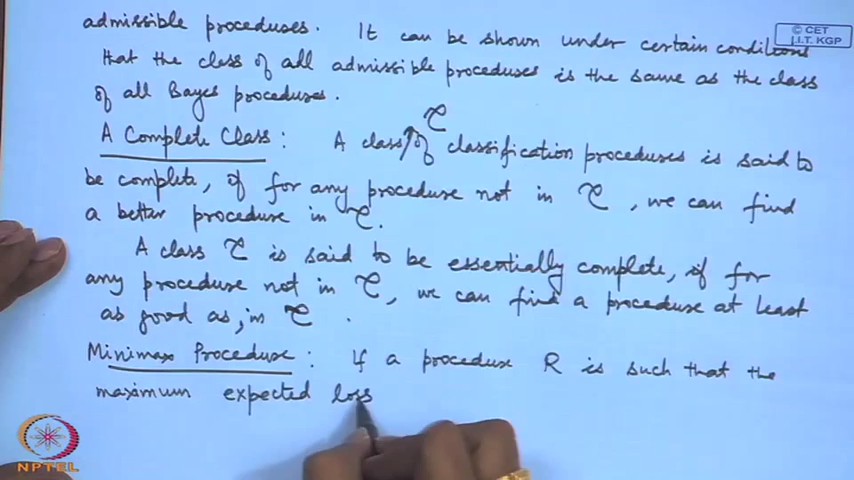 admissible procedures. It can be shown under certain conditions
© CET
I.I.T. KGP
that the class of all admissible procedures is the same as the class
of all Bayes procedures.
A Complete Class : A class 𝒞 of classification procedures is said to
be complete, if for any procedure not in 𝒞, we can find
a better procedure in 𝒞.
A class 𝒞 is said to be essentially complete, if for
any procedure not in 𝒞, we can find a procedure at least
as good as, in 𝒞.
Minimax Procedure : If a procedure R is such that the
maximum expected loss
NPTEL